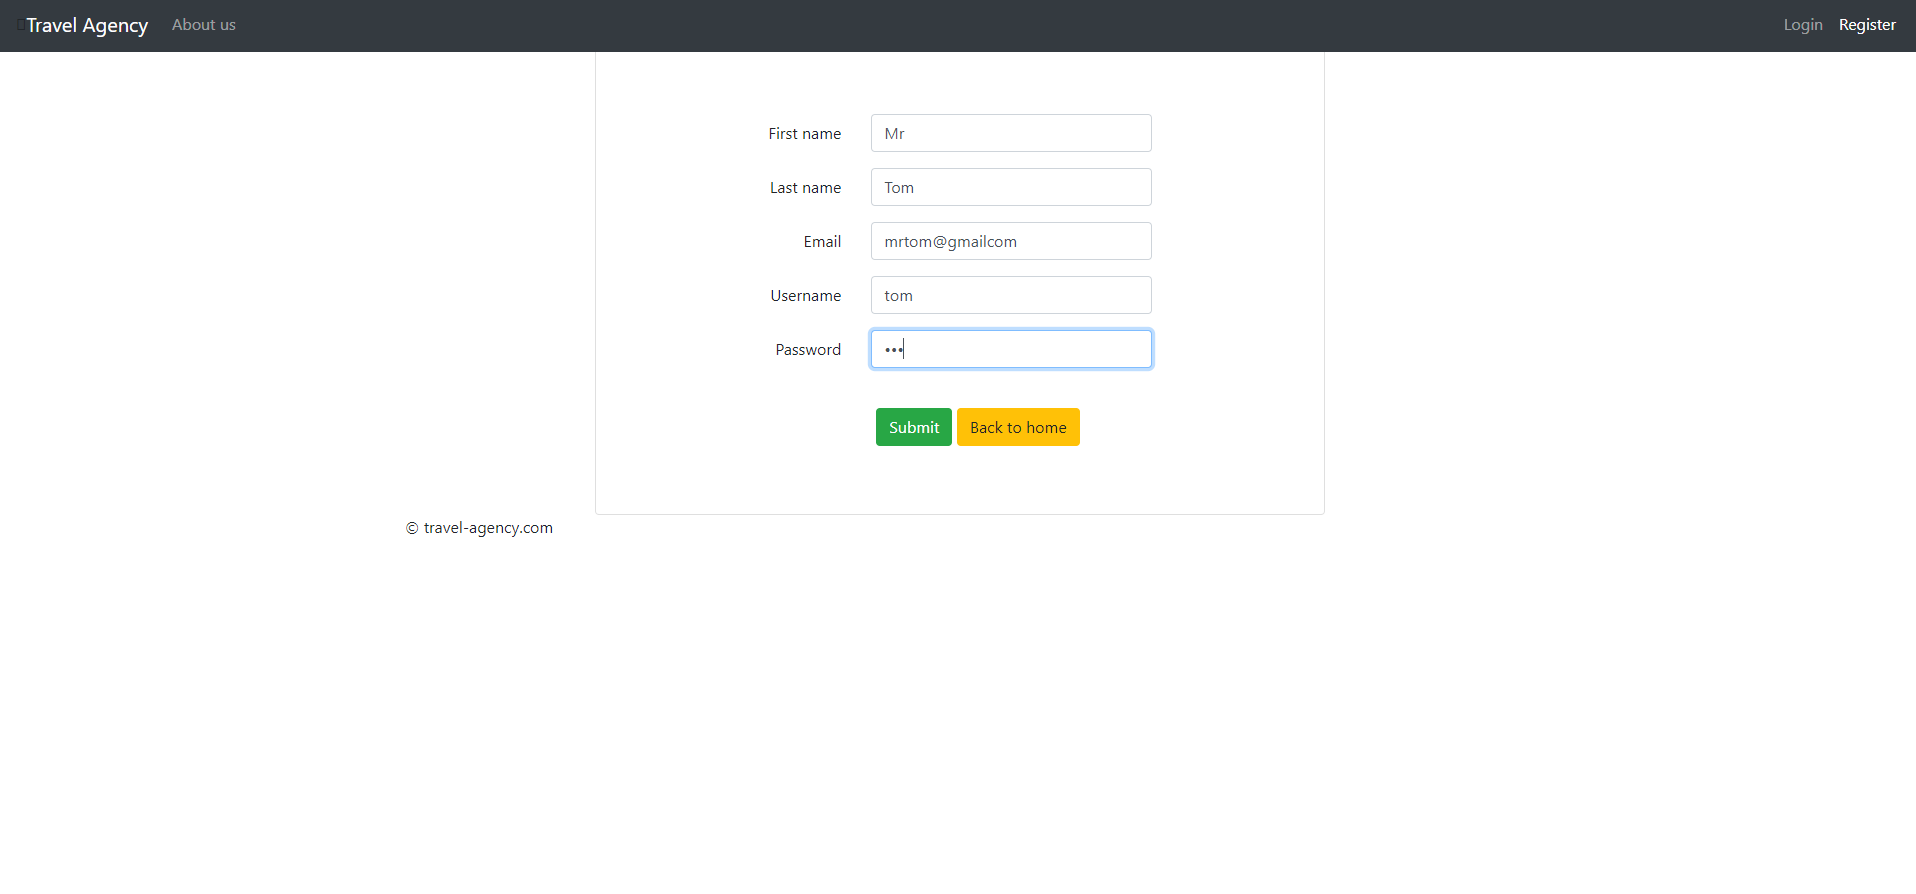 Travel Agency About us Login Register
First name Mr
Last name Tom
Email mrtom@gmailcom
Username tom
Password •••
Submit Back to home
© travel-agency.com